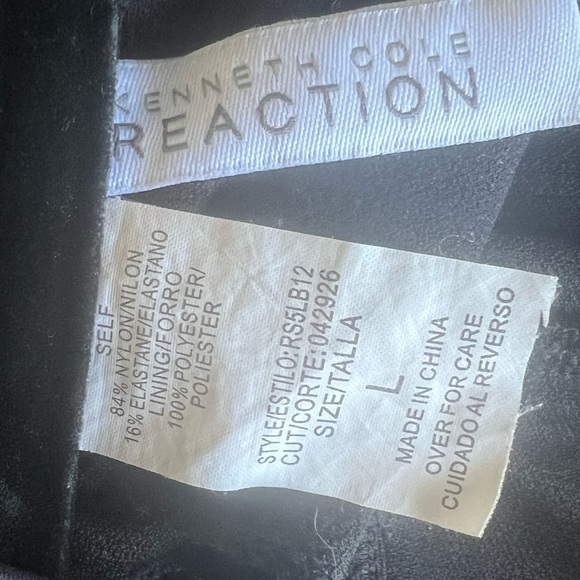 KENNETH COLE
REACTION
SELF
84% NYLON/NILON
16% ELASTANE/ELASTANO
LINING/FORRO
100% POLYESTER/
POLIESTER
STYLE/ESTILO:RS5LB12
CUT/CORTE:042926
SIZE/TALLA
L
MADE IN CHINA
OVER FOR CARE
CUIDADO AL REVERSO